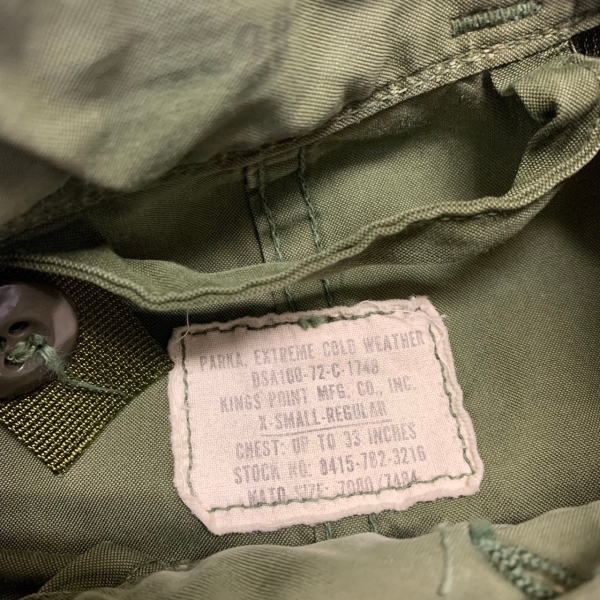 PARKA, EXTREME COLD WEATHER
DSA100-72-C-1748
KINGS POINT MFG. CO., INC.
X-SMALL-REGULAR
CHEST: UP TO 33 INCHES
STOCK NO: 8415-782-3216
NATO SIZE: 7080/7484